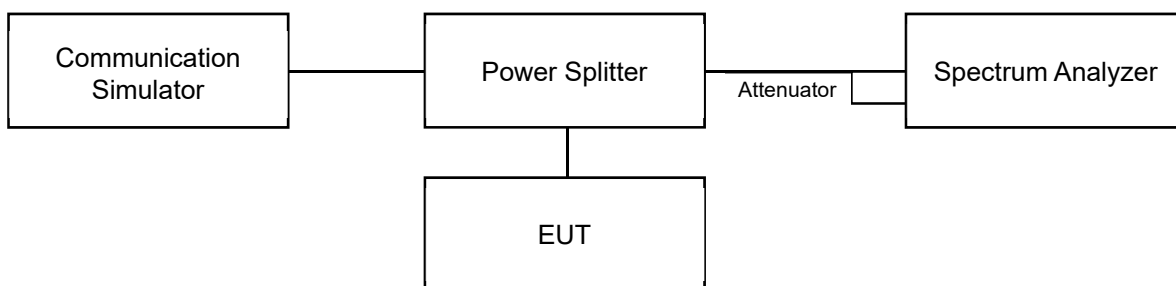 Communication
Simulator
Power Splitter
Attenuator
Spectrum Analyzer
EUT